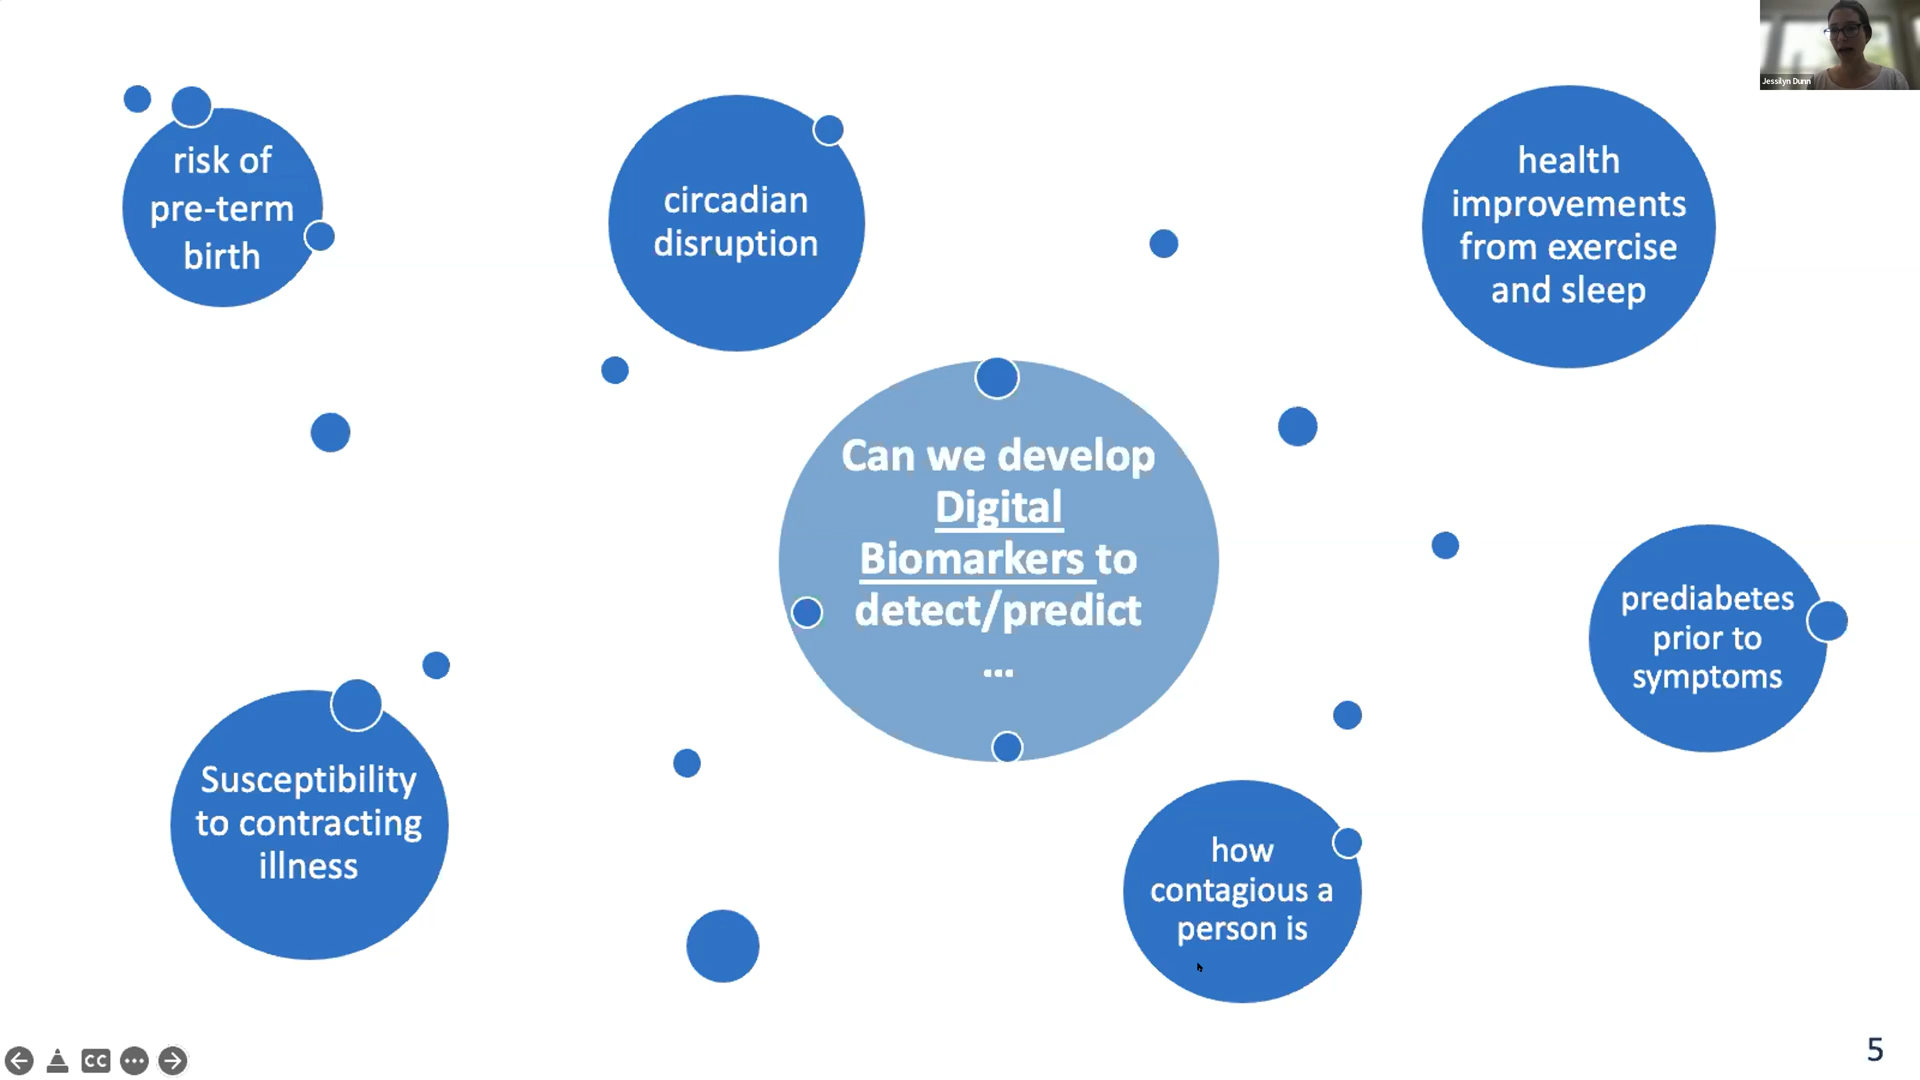 Jessilyn Dunn
risk of
pre-term
birth
circadian
disruption
health
improvements
from exercise
and sleep
Can we develop
Digital
Biomarkers to
detect/predict
...
prediabetes
prior to
symptoms
Susceptibility
to contracting
illness
how
contagious a
person is
CC
5